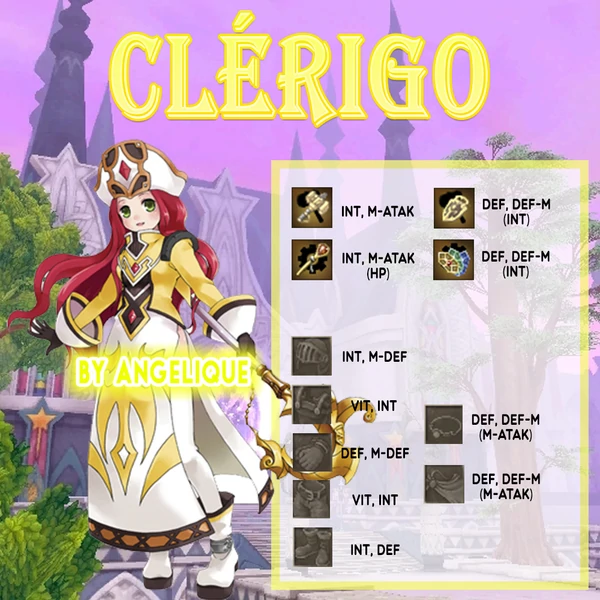 CLÉRIGO
INT, M-ATAK
DEF, DEF-M
(INT)
INT, M-ATAK
(HP)
DEF, DEF-M
(INT)
INT, M-DEF
BY ANGELIQUE
VIT, INT
DEF, DEF-M
(M-ATAK)
DEF, M-DEF
VIT, INT
DEF, DEF-M
(M-ATAK)
INT, DEF